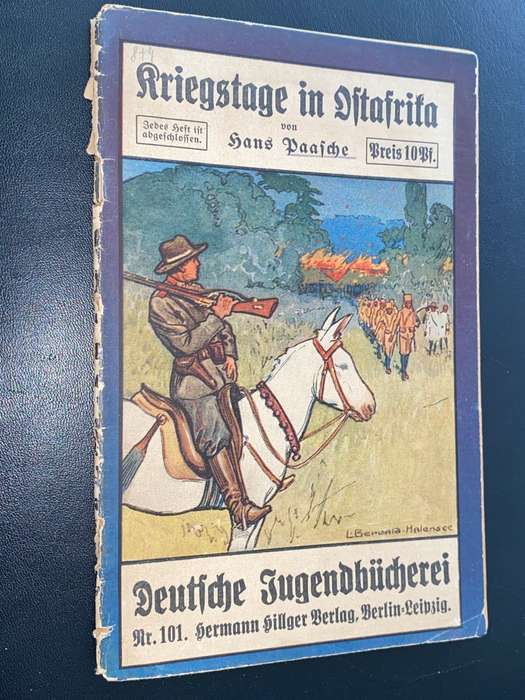 874
Kriegstage in Ostafrika
von
Jedes Heft ist
abgeschlossen.
Hans Paasche
Preis 10 Pf.
L. Berwald-Halensee
Deutsche Jugendbücherei
Nr. 101. Hermann Hillger Verlag, Berlin=Leipzig.